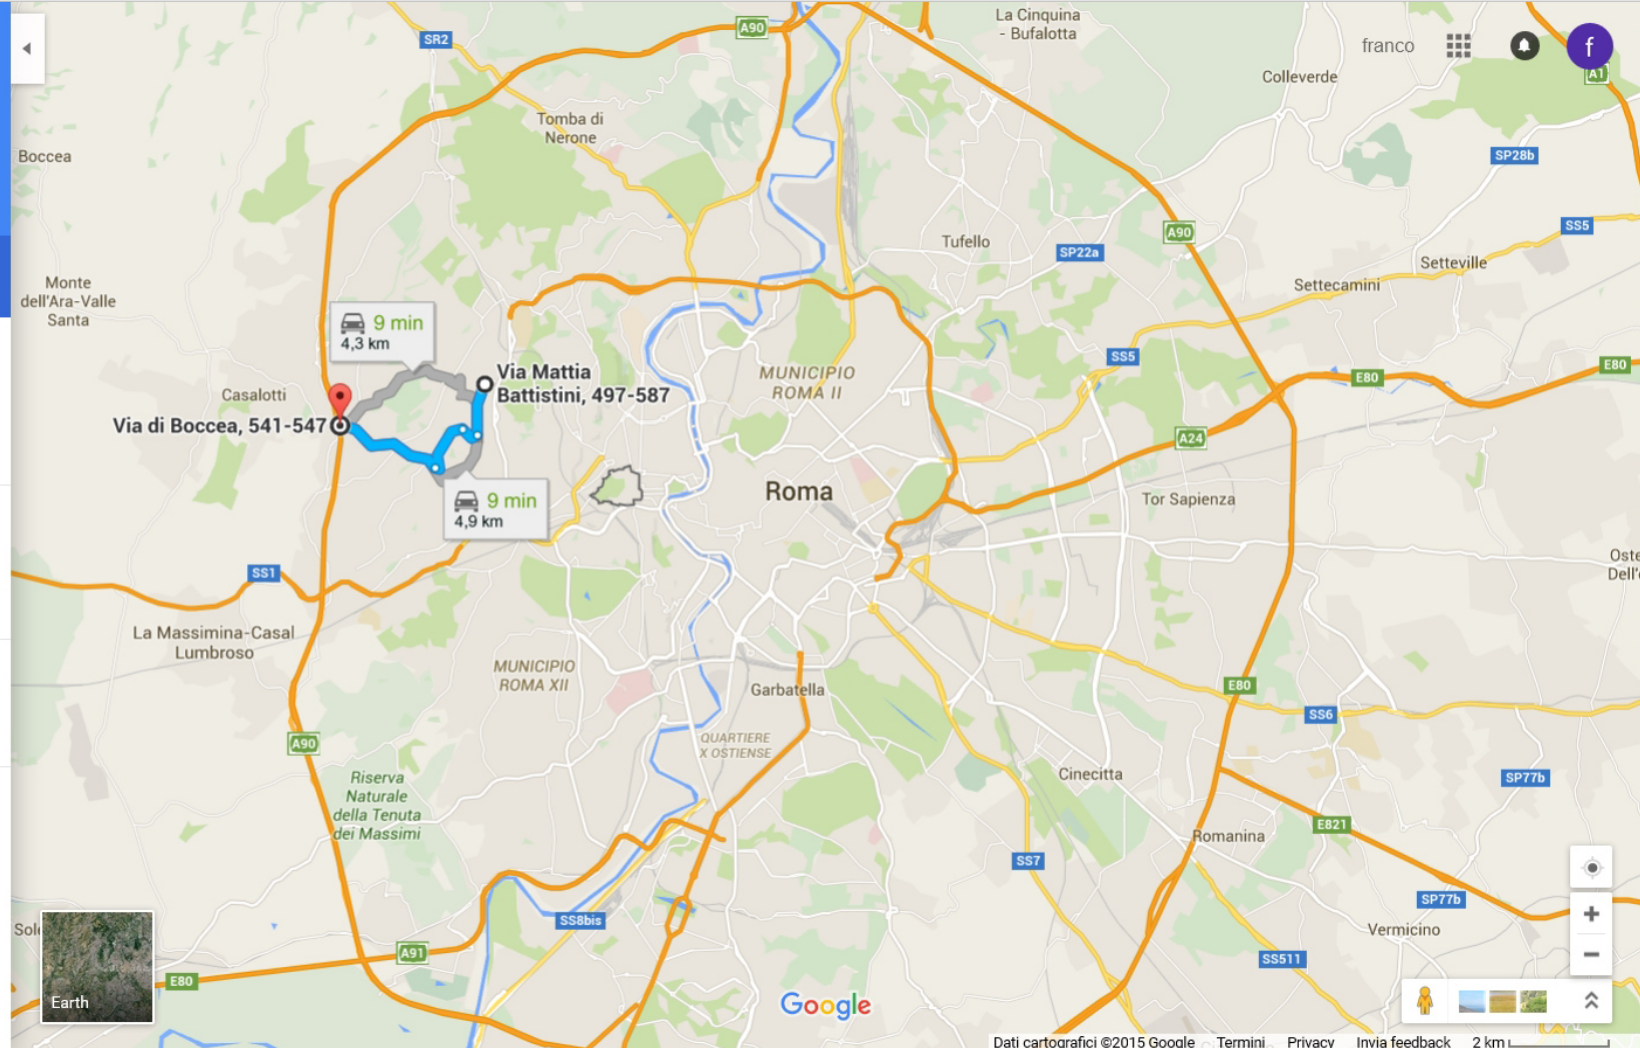 A90
SR2
La Cinquina
- Bufalotta
franco
f
A1
Colleverde
Tomba di
Nerone
Boccea
SP28b
SS5
A90
Tufello
SP22a
Setteville
Settecamini
Monte
dell'Ara-Valle
Santa
9 min
4,3 km
SS5
E80
E80
Via Mattia
Battistini, 497-587
MUNICIPIO
ROMA II
Casalotti
Via di Boccea, 541-547
A24
Roma
9 min
4,9 km
Tor Sapienza
SS1
Oste
La Massimina-Casal
Lumbroso
MUNICIPIO
ROMA XII
Garbatella
E80
SS6
A90
QUARTIERE
X OSTIENSE
Riserva
Naturale
della Tenuta
dei Massimi
Cinecitta
SP77b
E821
Romanina
SS7
SP77b
SS8bis
Vermicino
A91
SS511
E80
Earth
Google
Dati cartografici ©2015 Google Termini Privacy Invia feedback 2 km